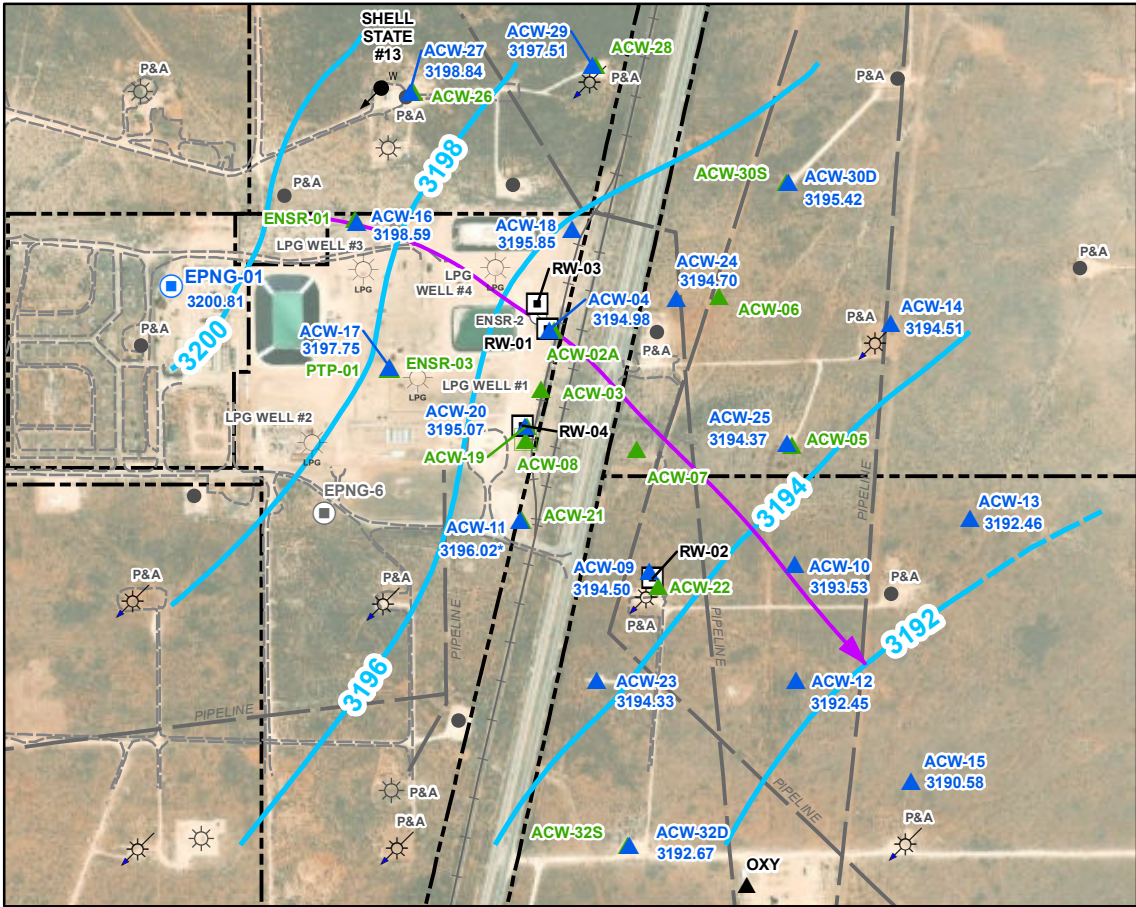 SHELL
STATE
#13
W
P&A
ACW-27
3198.84
ACW-26
P&A
ACW-29
3197.51
ACW-28
P&A
P&A
3198
P&A
ACW-30S
ACW-30D
3195.42
ENSR-01
ACW-16
3198.59
LPG WELL #3
LPG
ACW-18
3195.85
LPG
WELL #4
LPG
RW-03
EPNG-01
3200.81
3200
P&A
ACW-17
3197.75
PTP-01
ENSR-03
LPG
ENSR-2
RW-01
ACW-04
3194.98
ACW-02A
ACW-24
3194.70
ACW-06
P&A
P&A
ACW-14
3194.51
LPG WELL #1
ACW-03
LPG WELL #2
LPG
ACW-20
3195.07
RW-04
ACW-19
ACW-08
ACW-25
3194.37
ACW-05
ACW-07
EPNG-6
3194
PIPELINE
ACW-11
3196.02*
ACW-21
ACW-13
3192.46
ACW-09
3194.50
RW-02
ACW-22
P&A
ACW-10
3193.53
P&A
P&A
P&A
PIPELINE
PIPELINE
3192
3196
ACW-23
3194.33
ACW-12
3192.45
PIPELINE
P&A
P&A
PIPELINE
ACW-15
3190.58
P&A
P&A
ACW-32S
ACW-32D
3192.67
OXY